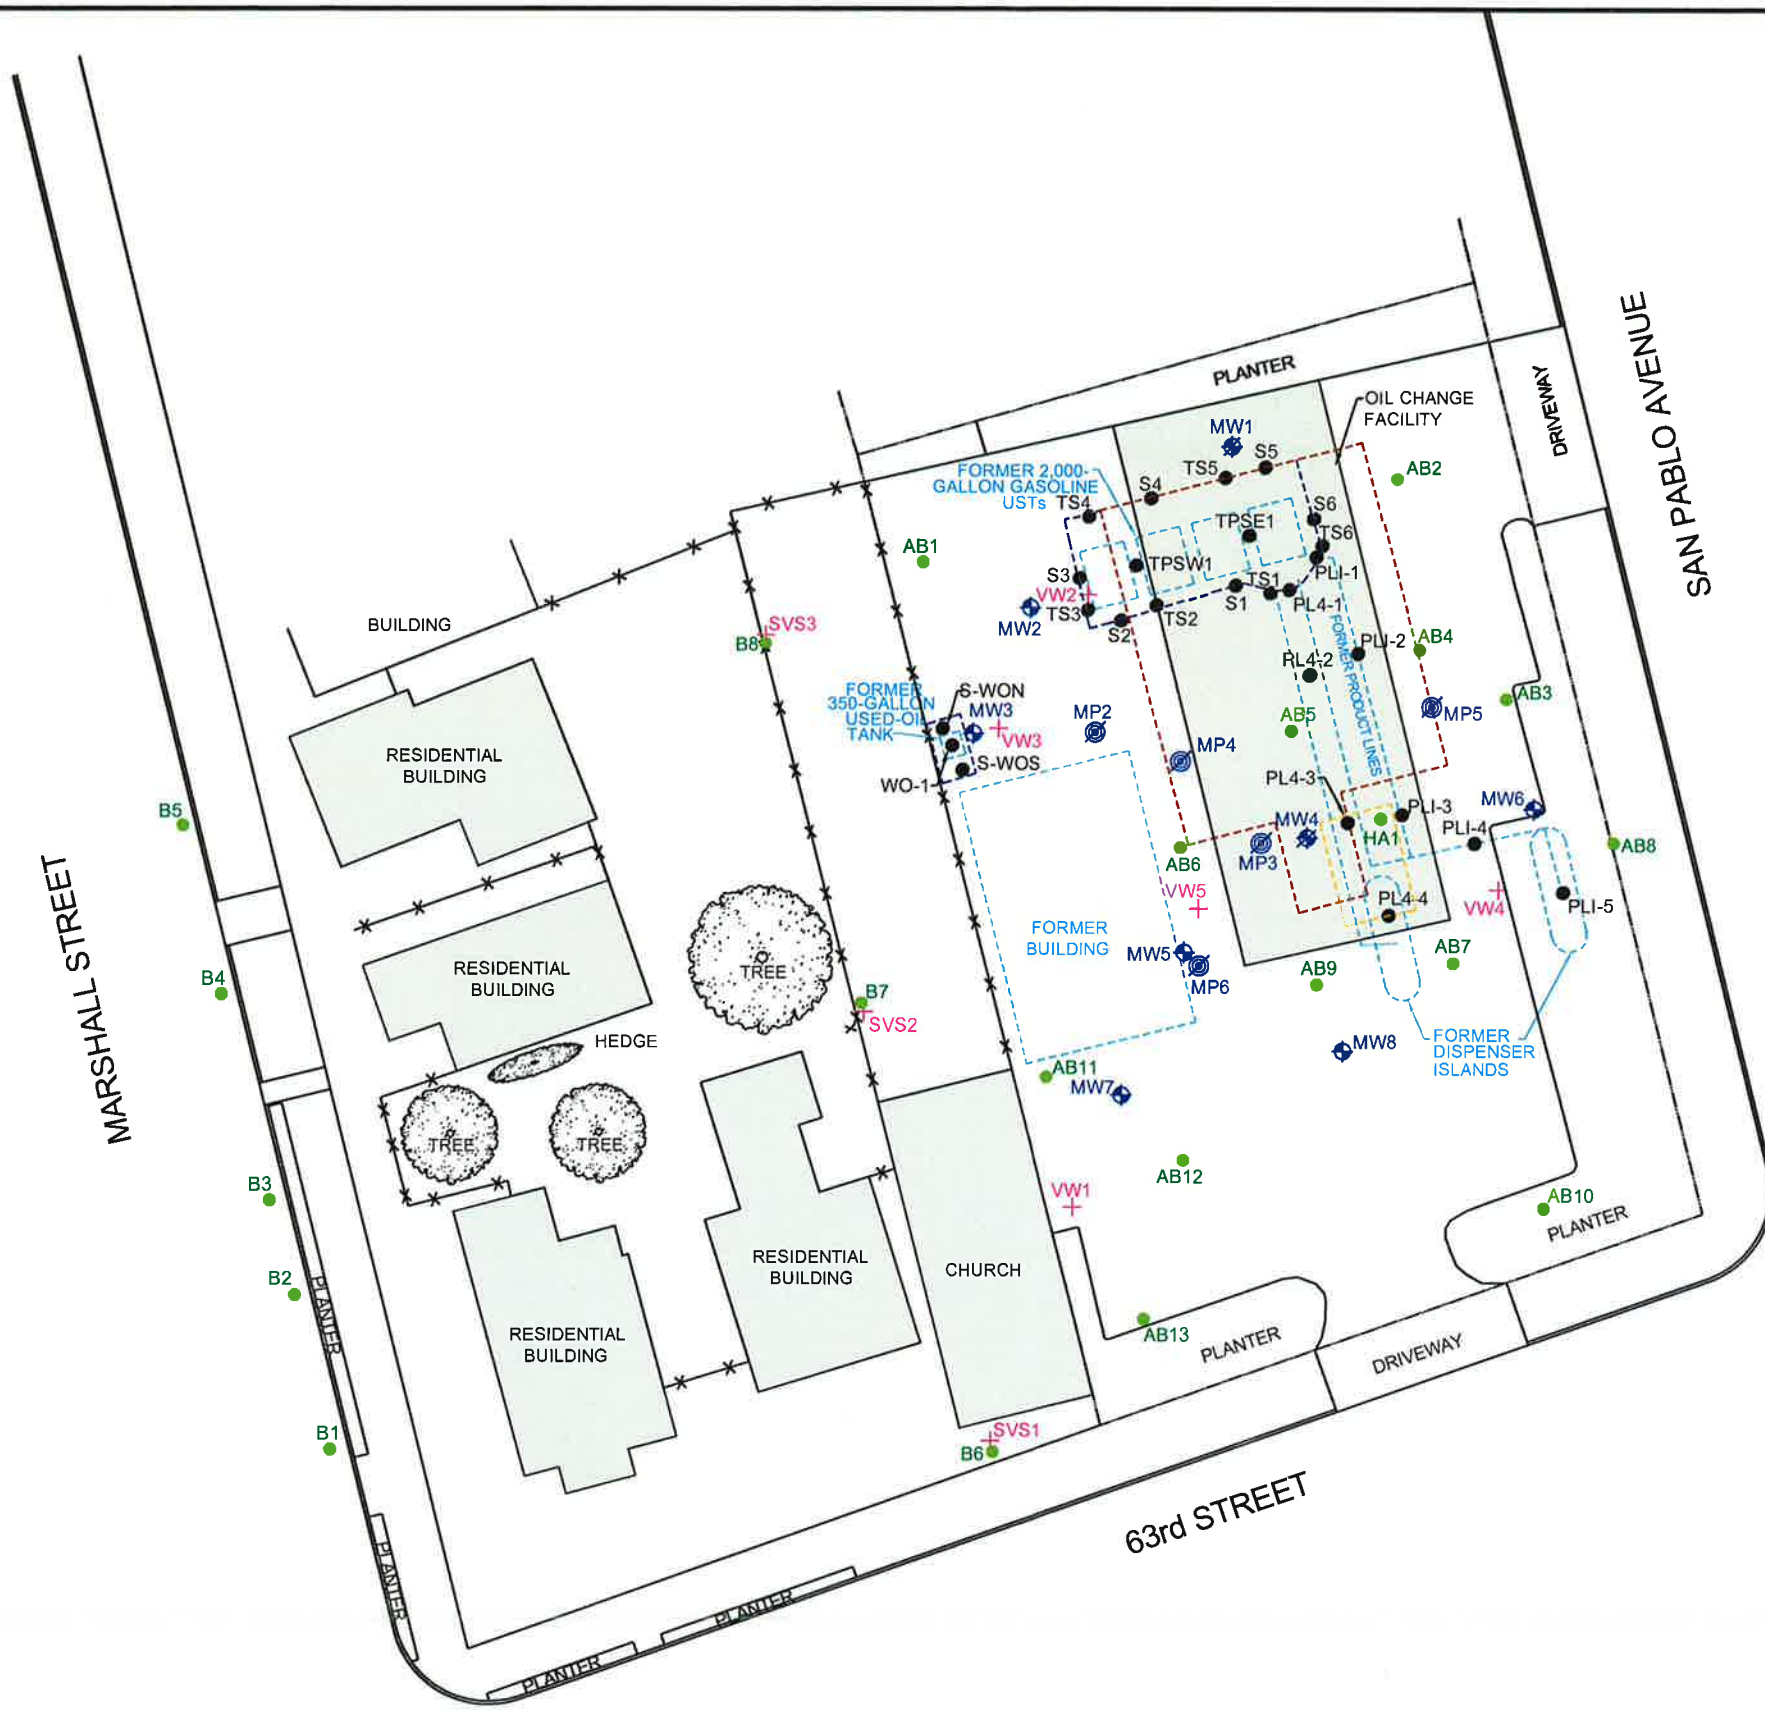 PLANTER
DRIVEWAY
SAN PABLO AVENUE
OIL CHANGE
FACILITY
MW1
S5
TS5
AB2
FORMER 2,000-
GALLON GASOLINE
USTs
TS4
S4
S6
TPSE1
TS6
AB1
TPSW1
PLI-1
S3
TS1
VW2
S1
PL4-1
TS3
TS2
MW2
S2
BUILDING
SVS3
B8
FORMER PRODUCT LINES
PLI-2
AB4
PL4-2
FORMER
350-GALLON
USED-OIL
TANK
S-WON
MW3
VW3
MP2
AB5
MP5
AB3
MP4
S-WOS
WO-1
PL4-3
RESIDENTIAL
BUILDING
B5
PLI-3
MW6
MW4
HA1
PLI-4
AB8
AB6
MP3
VW5
PL4-4
VW4
PLI-5
FORMER
BUILDING
MW5
MP6
AB9
AB7
MARSHALL STREET
B4
RESIDENTIAL
BUILDING
TREE
B7
SVS2
HEDGE
MW8
FORMER
DISPENSER
ISLANDS
AB11
MW7
TREE
TREE
AB12
B3
VW1
AB10
PLANTER
B2
PLANTER
RESIDENTIAL
BUILDING
CHURCH
RESIDENTIAL
BUILDING
AB13
PLANTER
DRIVEWAY
B1
SVS1
B6
63rd STREET
PLANTER
PLANTER
PLANTER